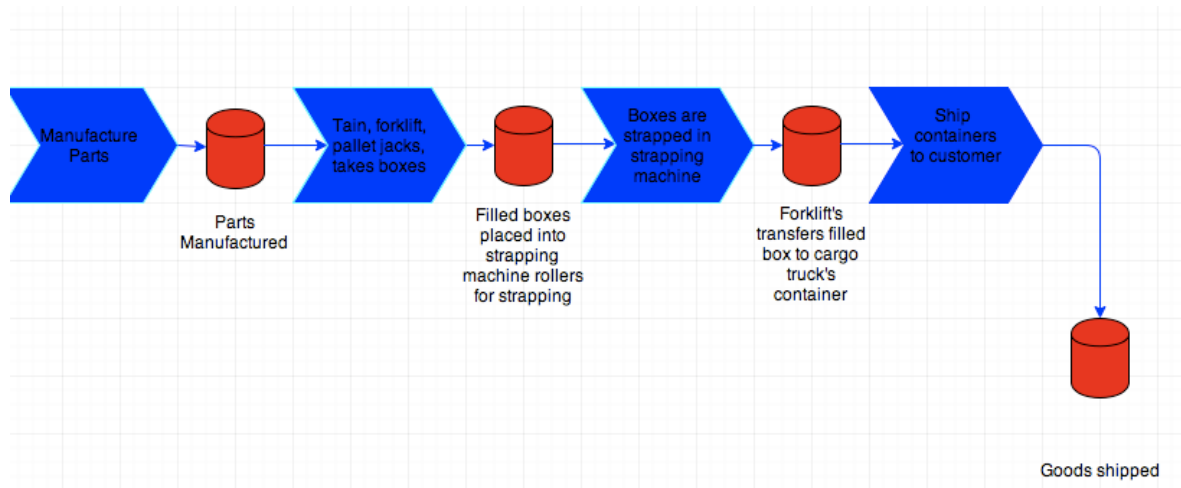 Manufacture
Parts
Parts
Manufactured
Tain, forklift,
pallet jacks,
takes boxes
Filled boxes
placed into
strapping
machine rollers
for strapping
Boxes are
strapped in
strapping
machine
Forklift's
transfers filled
box to cargo
truck's
container
Ship
containers
to customer
Goods shipped